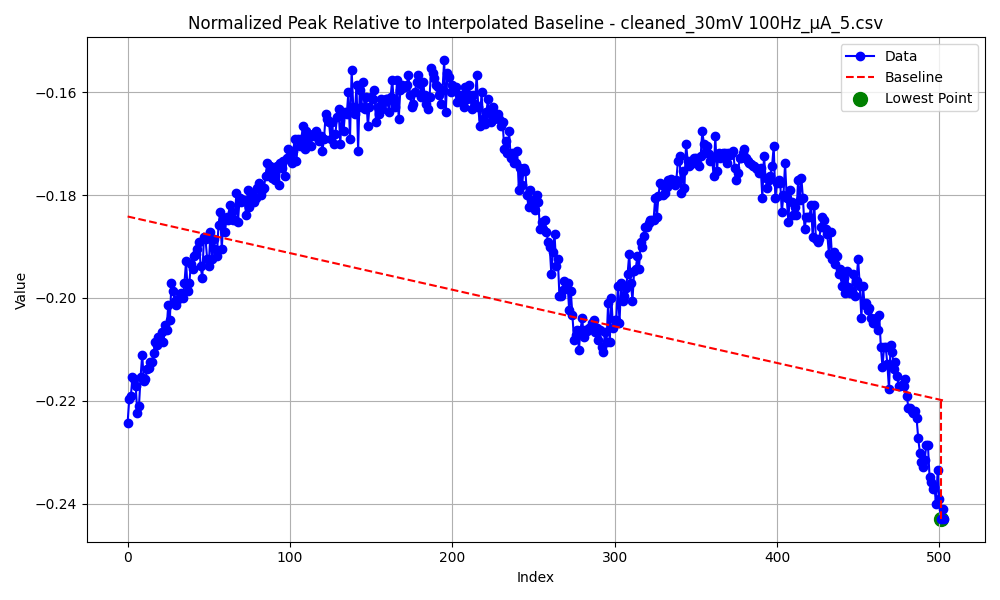 Normalized Peak Relative to Interpolated Baseline - cleaned_30mV 100Hz_μA_5.csv
Data
Baseline
Lowest Point
Value
−0.16
−0.18
−0.20
−0.22
−0.24
0
100
200
300
400
500
Index